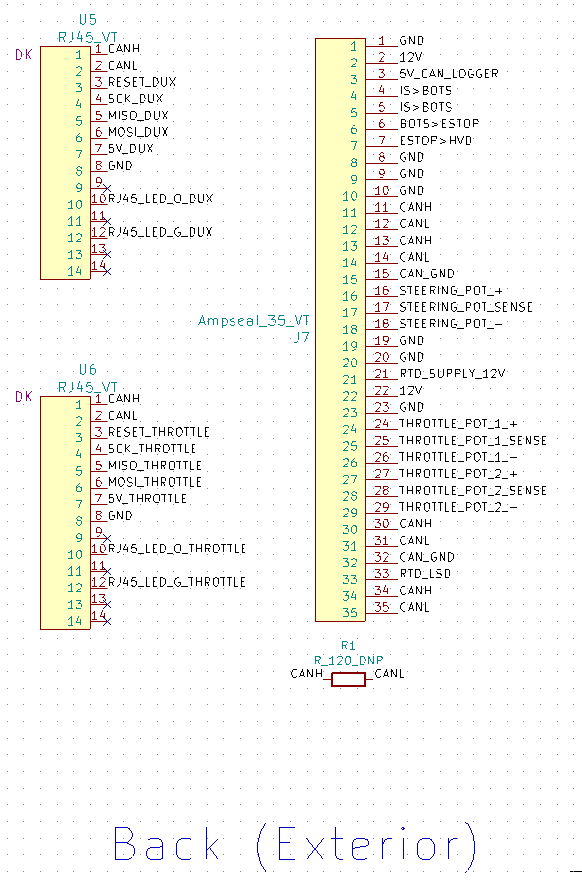 U5
RJ45_VT
DK
1 1 CANH
2 2 CANL
3 3 RESET_DUX
4 4 SCK_DUX
5 5 MISO_DUX
6 6 MOSI_DUX
7 7 5V_DUX
8 8 GND
9 9
10 10 RJ45_LED_O_DUX
11 11
12 12 RJ45_LED_G_DUX
13 13
14 14
U6
RJ45_VT
DK
1 1 CANH
2 2 CANL
3 3 RESET_THROTTLE
4 4 SCK_THROTTLE
5 5 MISO_THROTTLE
6 6 MOSI_THROTTLE
7 7 5V_THROTTLE
8 8 GND
9 9
10 10 RJ45_LED_O_THROTTLE
11 11
12 12 RJ45_LED_G_THROTTLE
13 13
14 14
Ampseal_35_VT
J7
1 1 GND
2 2 12V
3 3 5V_CAN_LOGGER
4 4 IS>BOTS
5 5 IS>BOTS
6 6 BOTS>ESTOP
7 7 ESTOP>HVD
8 8 GND
9 9 GND
10 10 GND
11 11 CANH
12 12 CANL
13 13 CANH
14 14 CANL
15 15 CAN_GND
16 16 STEERING_POT_+
17 17 STEERING_POT_SENSE
18 18 STEERING_POT_-
19 19 GND
20 20 GND
21 21 RTD_SUPPLY_12V
22 22 12V
23 23 GND
24 24 THROTTLE_POT_1_+
25 25 THROTTLE_POT_1_SENSE
26 26 THROTTLE_POT_1_-
27 27 THROTTLE_POT_2_+
28 28 THROTTLE_POT_2_SENSE
29 29 THROTTLE_POT_2_-
30 30 CANH
31 31 CANL
32 32 CAN_GND
33 33 RTD_LSD
34 34 CANH
35 35 CANL
R1
R_120_DNP
CANH CANL
Back (Exterior)